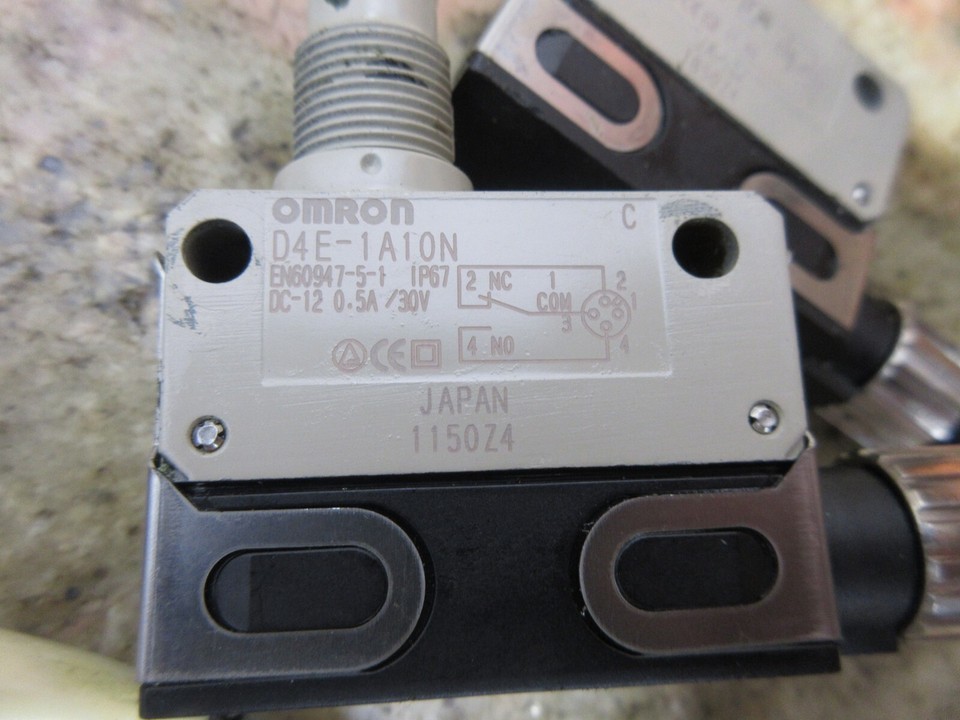 OMRON
C
D4E-1A10N
EN60947-5-1 IP67
DC-12 0.5A/30V
2 NC 1 2
COM 1
3
4 NO 4
CE
JAPAN
1150Z4